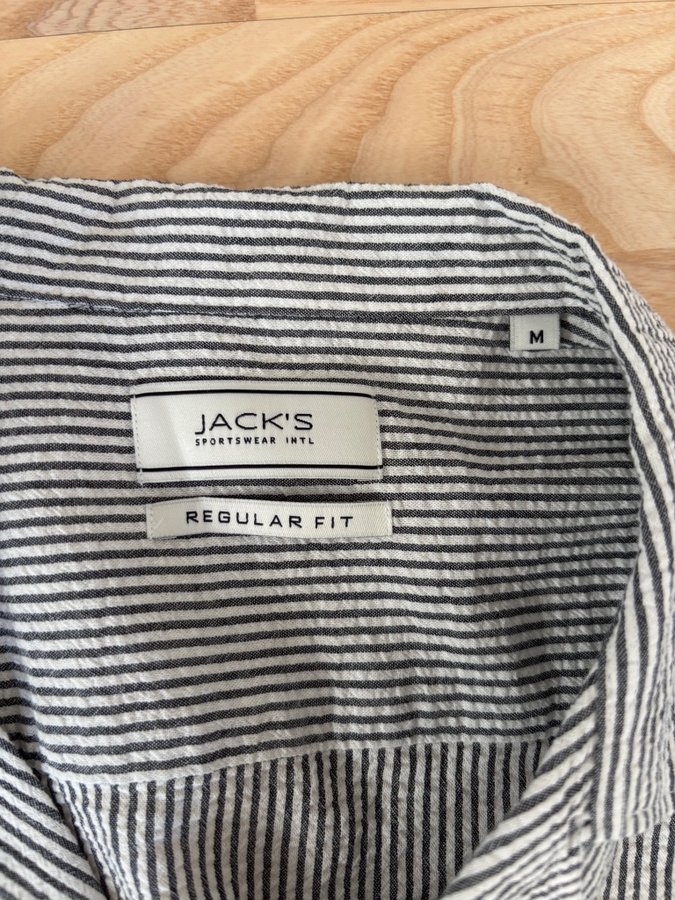 M
JACK'S
SPORTSWEAR INTL
REGULAR FIT